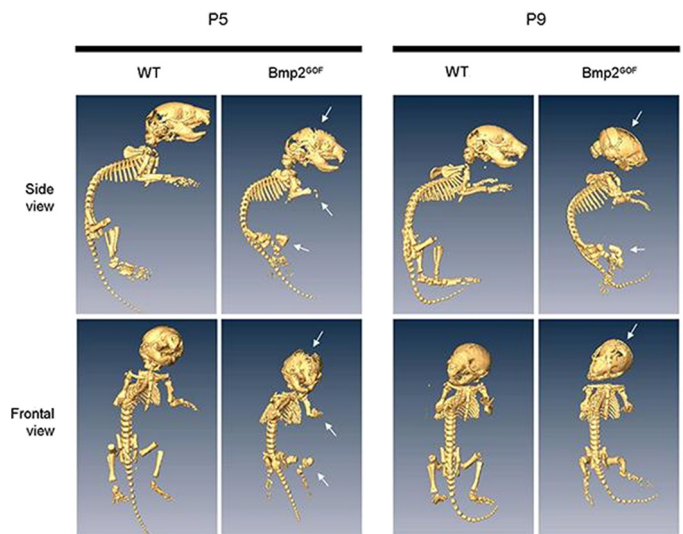 P5 P9
WT Bmp2GOF WT Bmp2GOF
Side
view
Frontal
view